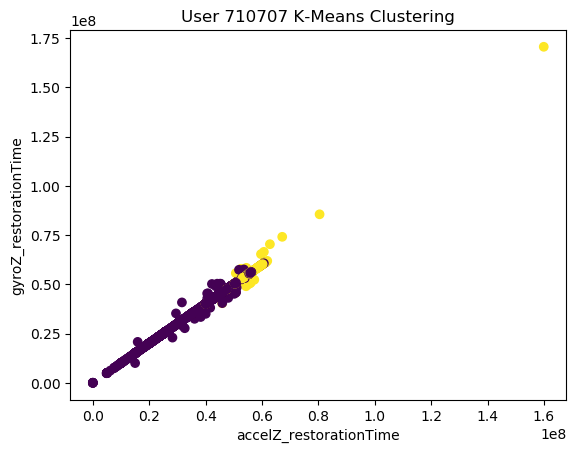 User 710707 K-Means Clustering
1e8
1.75
1.50
1.25
1.00
0.75
0.50
0.25
0.00
gyroZ_restorationTime
0.0 0.2 0.4 0.6 0.8 1.0 1.2 1.4 1.6
accelZ_restorationTime
1e8